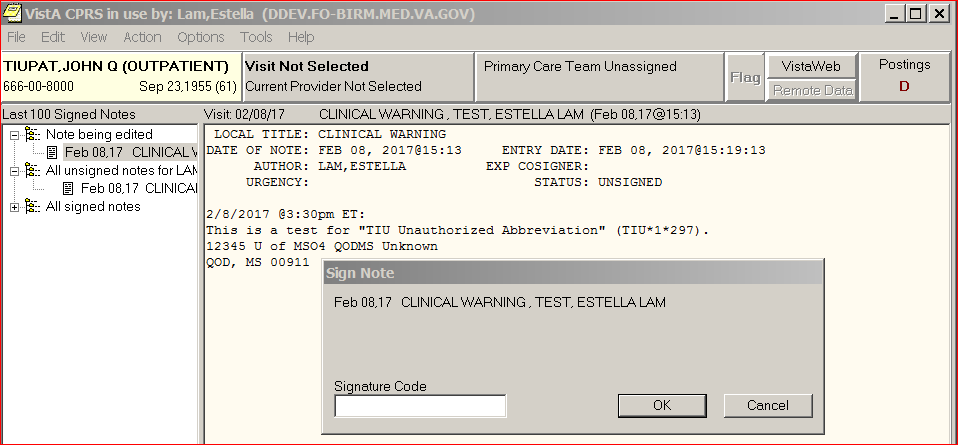 VistA CPRS in use by: Lam,Estella (DDEV.FO-BIRM.MED.VA.GOV)
File Edit View Action Options Tools Help
TIUPAT,JOHN Q (OUTPATIENT)
666-00-8000 Sep 23,1955 (61)
Visit Not Selected
Current Provider Not Selected
Primary Care Team Unassigned
Flag
VistaWeb
Remote Data
Postings
D
Last 100 Signed Notes
Note being edited
Feb 08,17 CLINICAL V
All unsigned notes for LAM
Feb 08,17 CLINICAL
All signed notes
Visit: 02/08/17 CLINICAL WARNING , TEST, ESTELLA LAM (Feb 08,17@15:13)
LOCAL TITLE: CLINICAL WARNING
DATE OF NOTE: FEB 08, 2017@15:13 ENTRY DATE: FEB 08, 2017@15:19:13
AUTHOR: LAM,ESTELLA EXP COSIGNER:
URGENCY: STATUS: UNSIGNED
2/8/2017 @3:30pm ET:
This is a test for "TIU Unauthorized Abbreviation" (TIU*1*297).
12345 U of MSO4 QODMS Unknown
QOD, MS 00911
Sign Note
Feb 08,17 CLINICAL WARNING , TEST, ESTELLA LAM
Signature Code
OK
Cancel